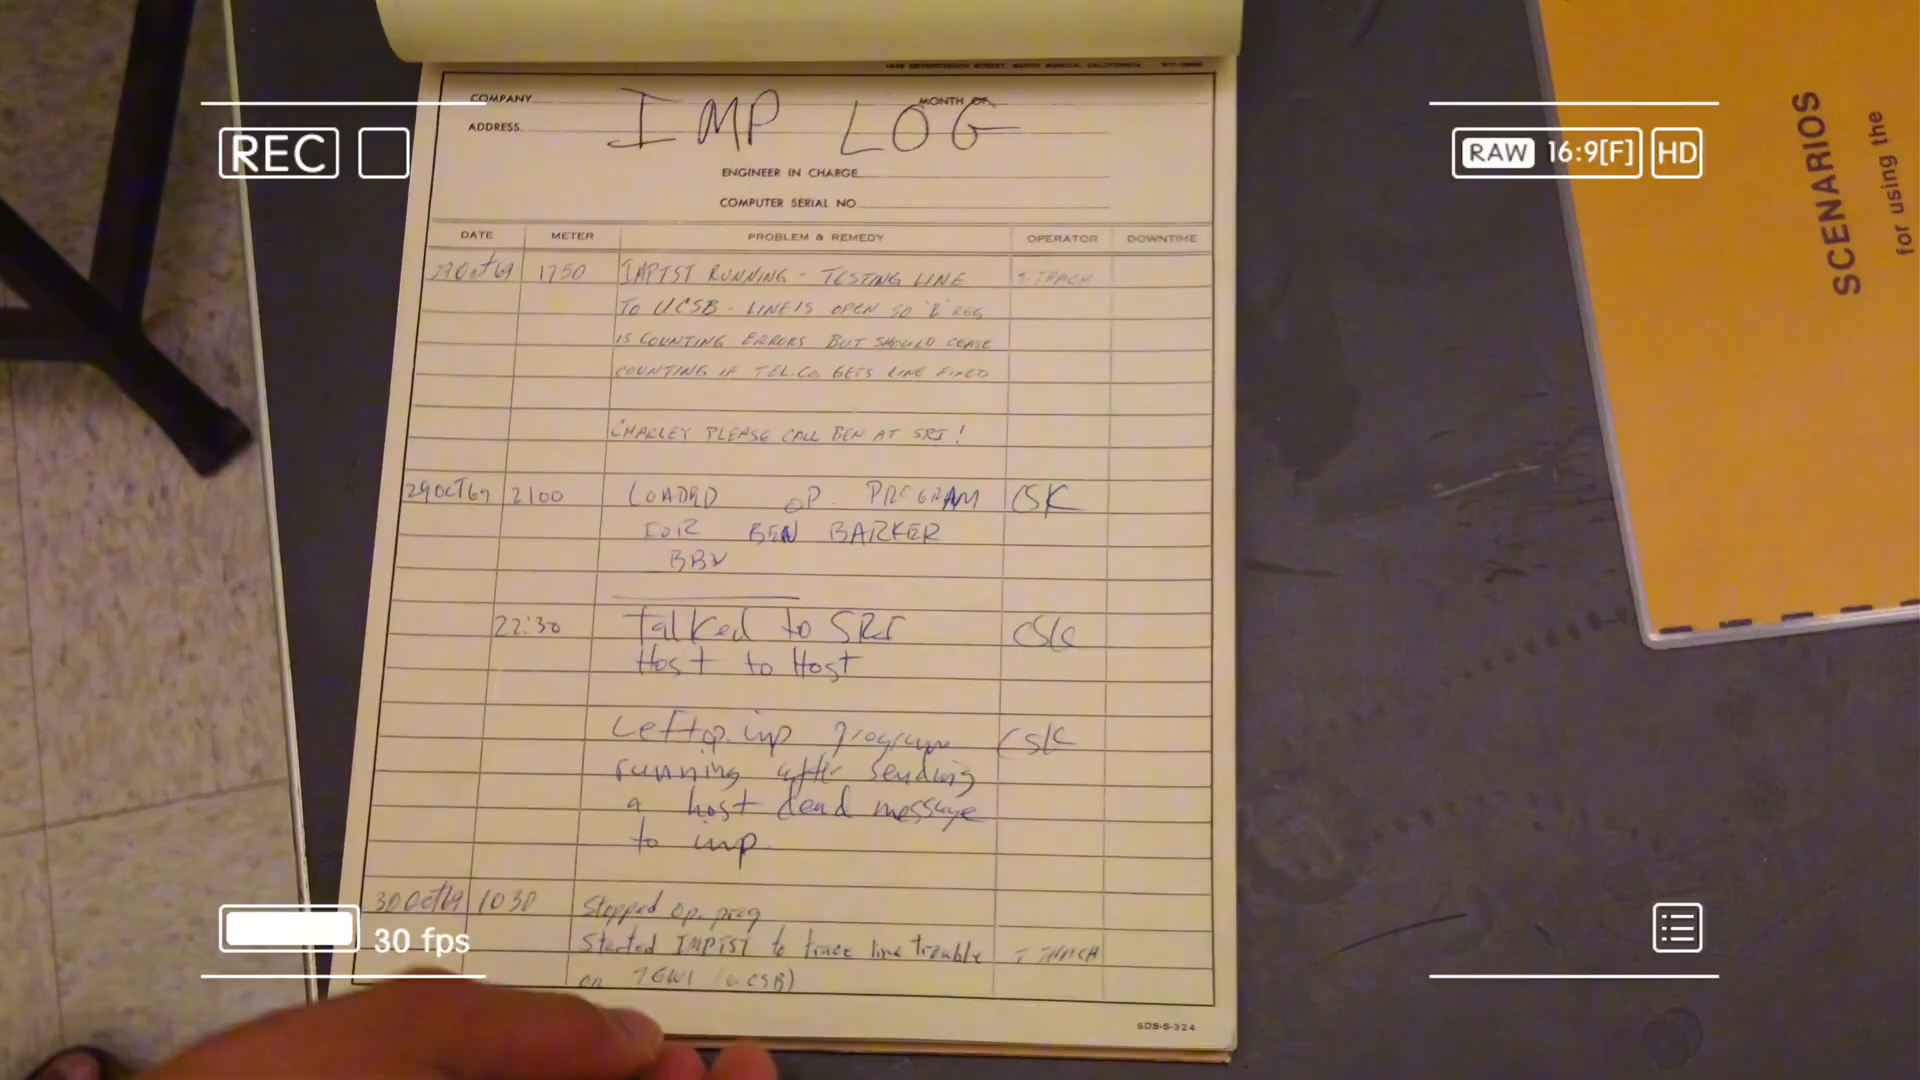 COMPANY
MONTH OF
IMP LOG
ADDRESS
ENGINEER IN CHARGE
COMPUTER SERIAL NO
DATE METER PROBLEM & REMEDY OPERATOR DOWNTIME
29Oct69 1750 IMPTST RUNNING - TESTING LINE T. THACH
TO UCSB - LINE IS OPEN SO 'B' REG
IS COUNTING ERRORS BUT SHOULD CEASE
COUNTING IF TEL.CO. GETS LINE FIXED
CHARLEY PLEASE CALL BEN AT SRI!
29OCT69 2100 LOADED OP. PROGRAM CSK
FOR BEN BARKER
BBN
22:30 Talked to SRI CSK
Host to Host
Left op. imp program CSK
running after sending
a host dead message
to imp.
30Oct69 1030 Stopped op. prog
Started IMPTST to trace line trouble T THACH
on (UCSB)
SDS-S-324
SCENARIOS
for using the
REC
RAW 16:9[F] HD
30 fps